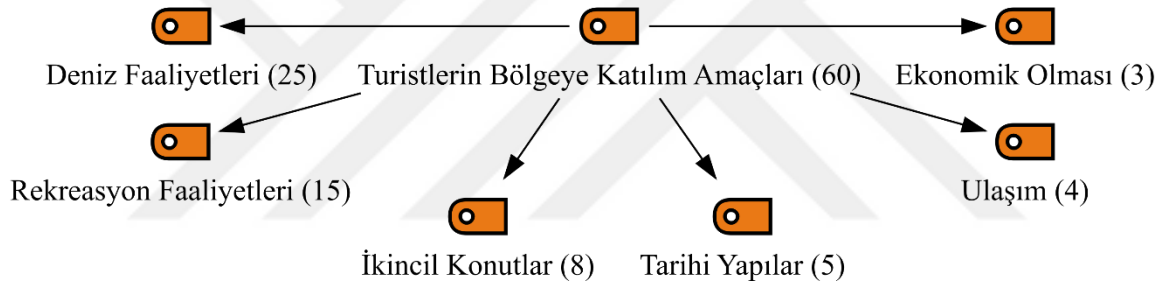 Deniz Faaliyetleri (25)
Turistlerin Bölgeye Katılım Amaçları (60)
Ekonomik Olması (3)
Rekreasyon Faaliyetleri (15)
Ulaşım (4)
İkincil Konutlar (8)
Tarihi Yapılar (5)